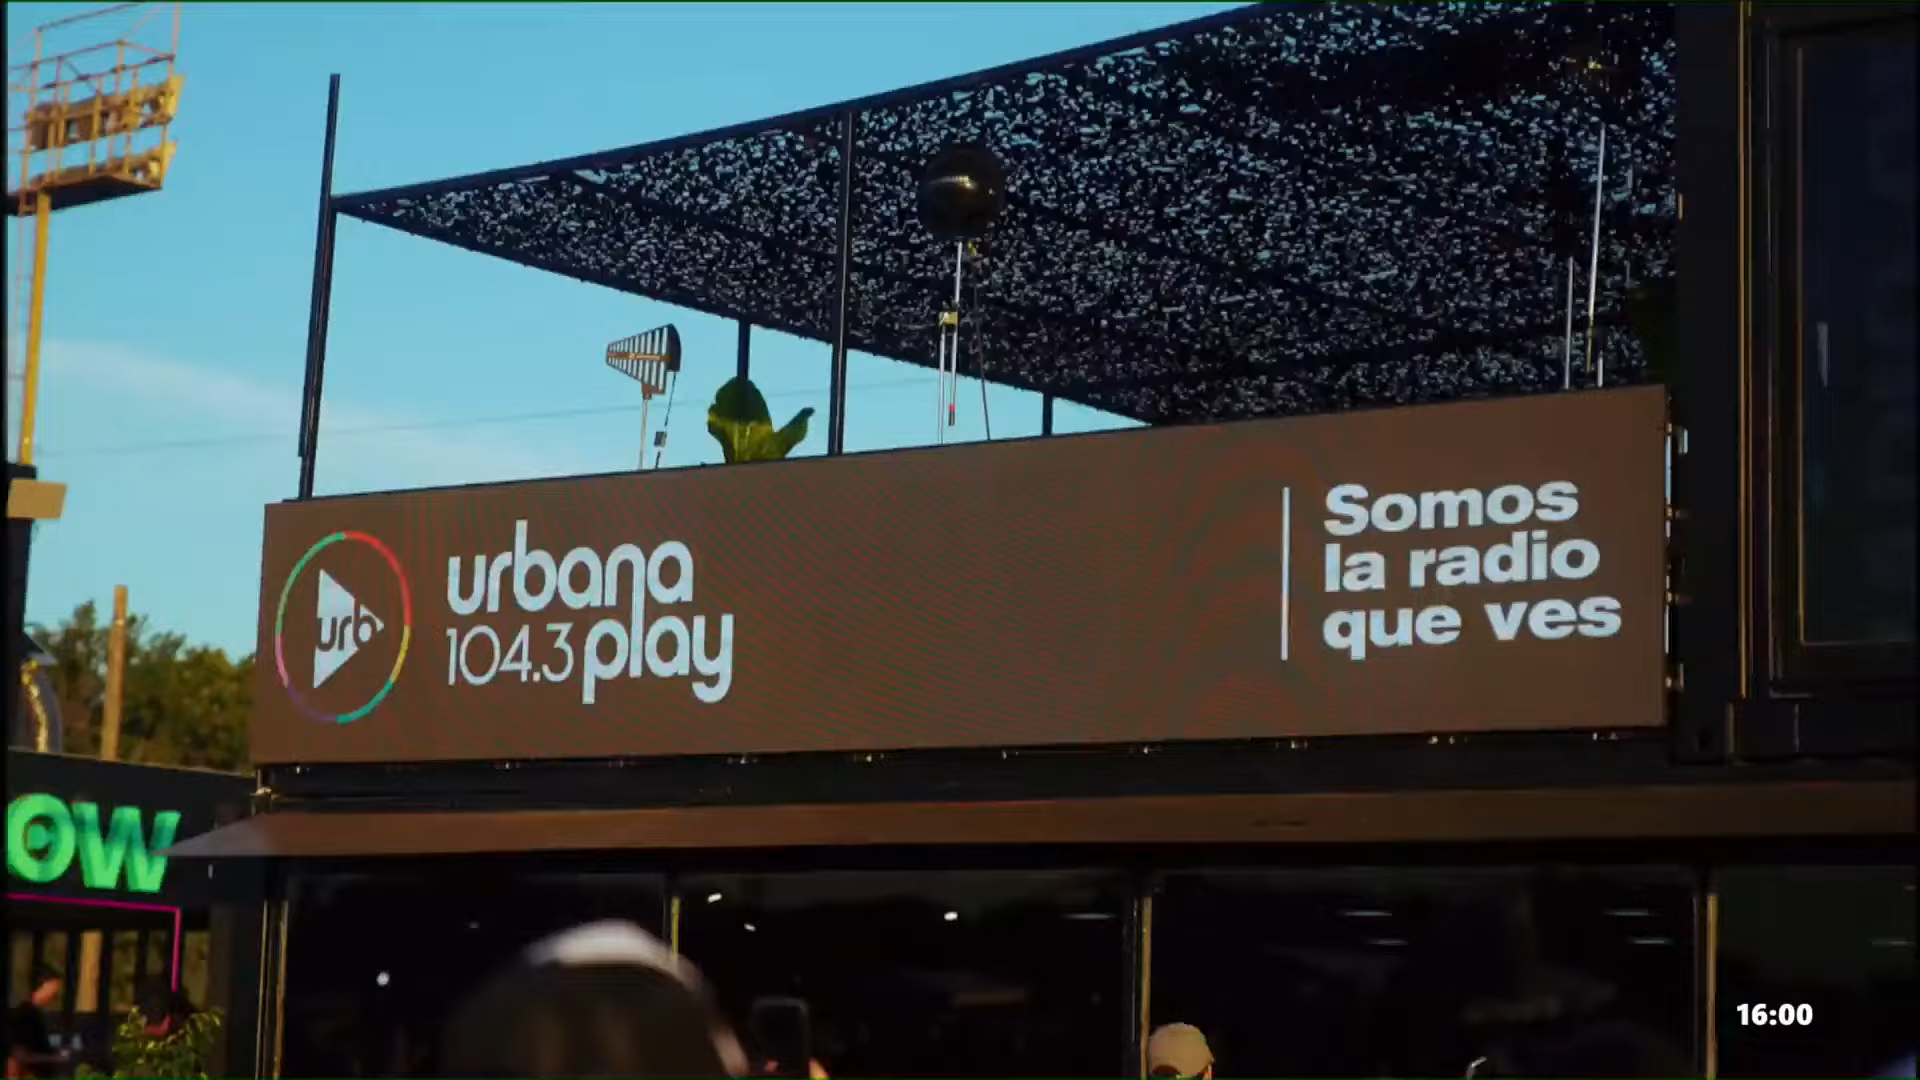 urb
urbana
104.3 play
Somos
la radio
que ves
OW
16:00